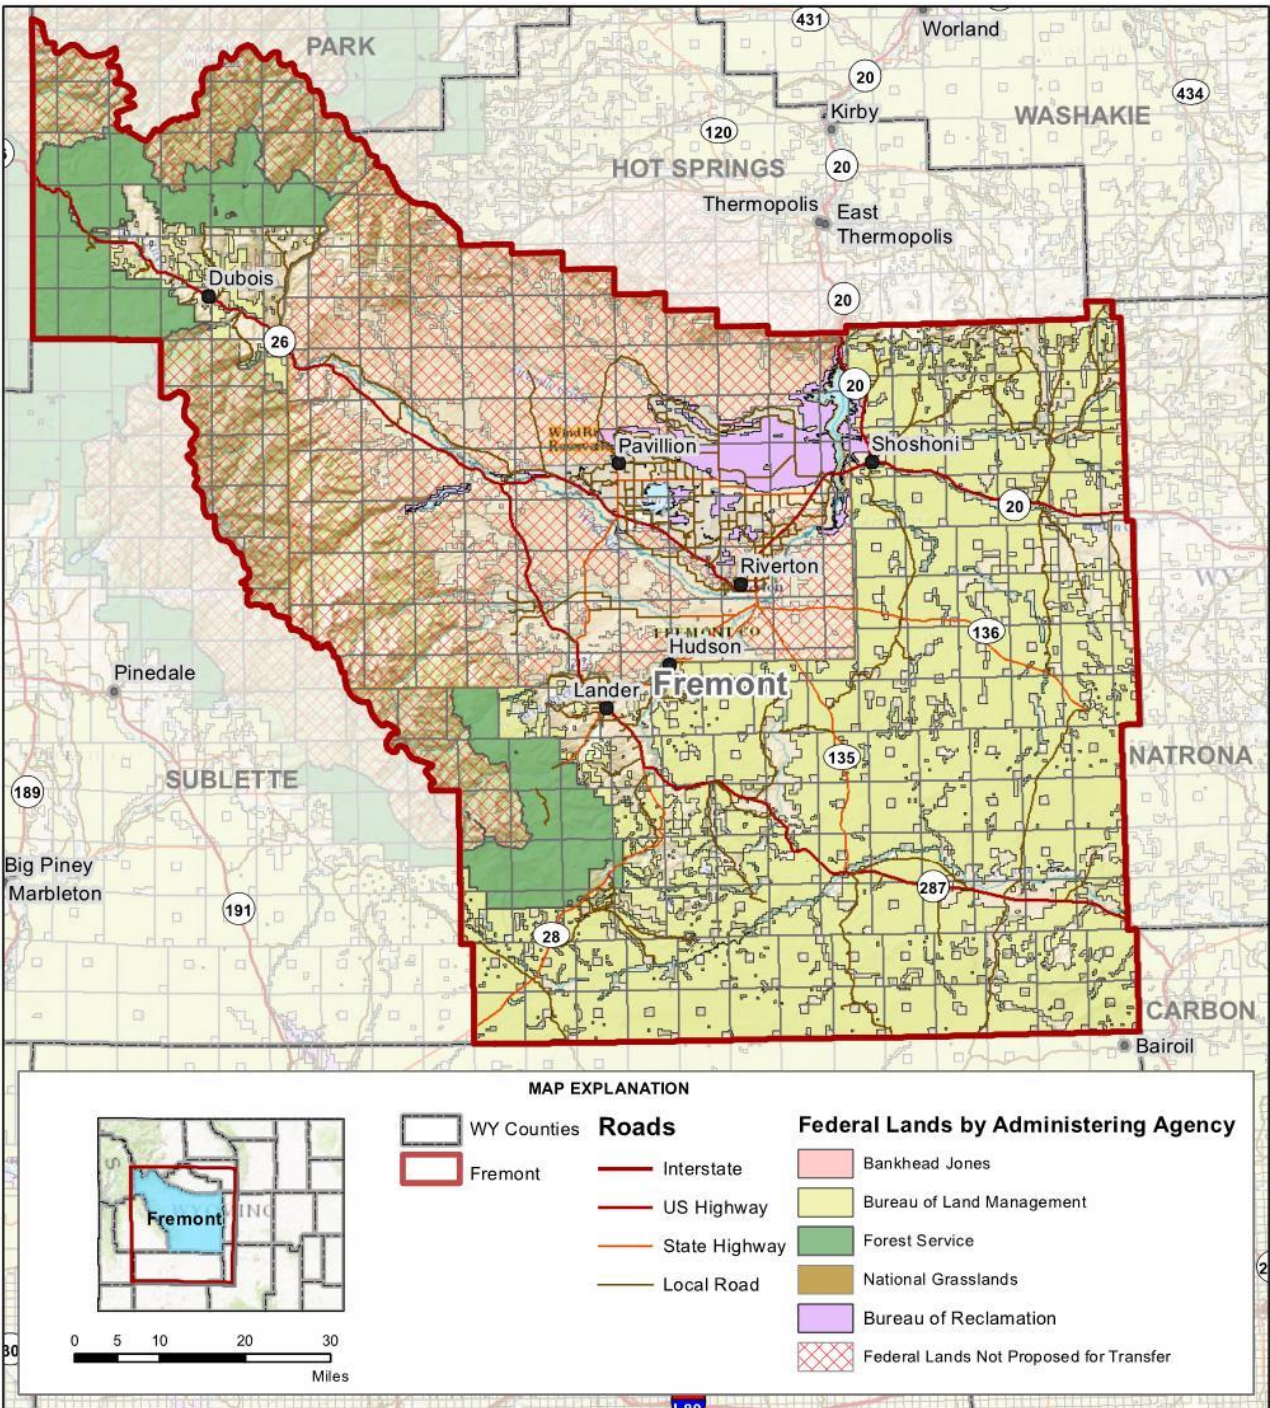 431
Worland
PARK
20
434
Kirby
WASHAKIE
120
HOT SPRINGS
20
Thermopolis
East
Thermopolis
Dubois
20
26
20
Pavillion
Shoshoni
20
Riverton
FREMONT CO
136
Hudson
Pinedale
Lander
Fremont
135
NATRONA
SUBLETTE
189
Big Piney
Marbleton
287
191
28
CARBON
Bairoil
MAP EXPLANATION
WY Counties
Fremont
Roads
Interstate
US Highway
State Highway
Local Road
Federal Lands by Administering Agency
Bankhead Jones
Bureau of Land Management
Forest Service
National Grasslands
Bureau of Reclamation
Federal Lands Not Proposed for Transfer
Fremont
WYOMING
0 5 10 20 30
Miles